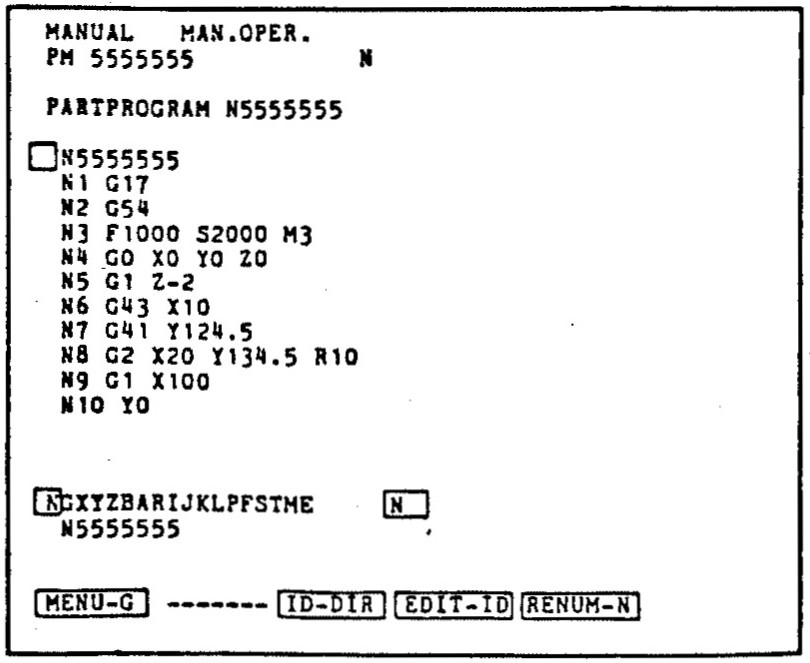 MANUAL MAN.OPER.
PM 5555555 N
PARTPROGRAM N5555555
N5555555
N1 G17
N2 G54
N3 F1000 S2000 M3
N4 G0 X0 Y0 Z0
N5 G1 Z-2
N6 G43 X10
N7 G41 Y124.5
N8 G2 X20 Y134.5 R10
N9 G1 X100
N10 Y0
NGXYZBARIJKLPFSTME N
N5555555
MENU-G ------- ID-DIR EDIT-ID RENUM-N